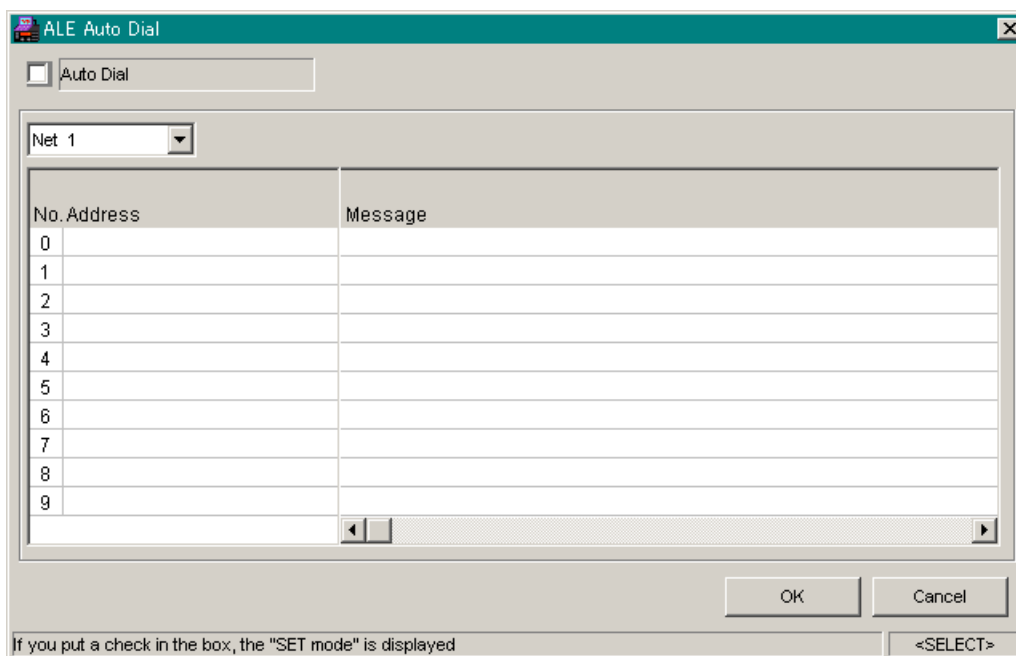 ALE Auto Dial
Auto Dial
Net 1
No. Address Message
0
1
2
3
4
5
6
7
8
9
OK Cancel
If you put a check in the box, the "SET mode" is displayed <SELECT>